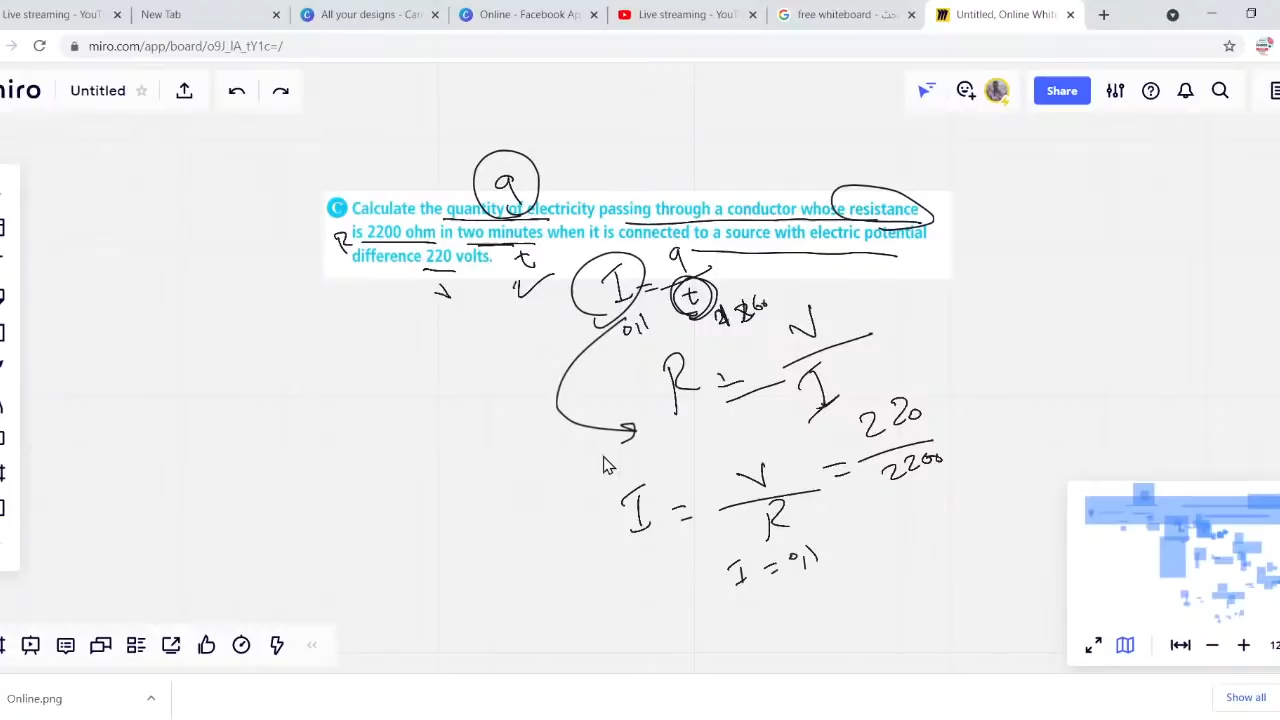 Live streaming - YouT
New Tab
All your designs - Can
Online - Facebook Ap
Live streaming - YouT
free whiteboard - بحث
Untitled, Online Whit
miro.com/app/board/o9J_lA_tY1c=/
miro
Untitled
Share
q
C Calculate the quantity of electricity passing through a conductor whose resistance
is 2200 ohm in two minutes when it is connected to a source with electric potential
difference 220 volts.
R
t
V
I = q
t
0,1
R = V
I
I = V = 220
R 2200
I = 0,1
12
Online.png
Show all